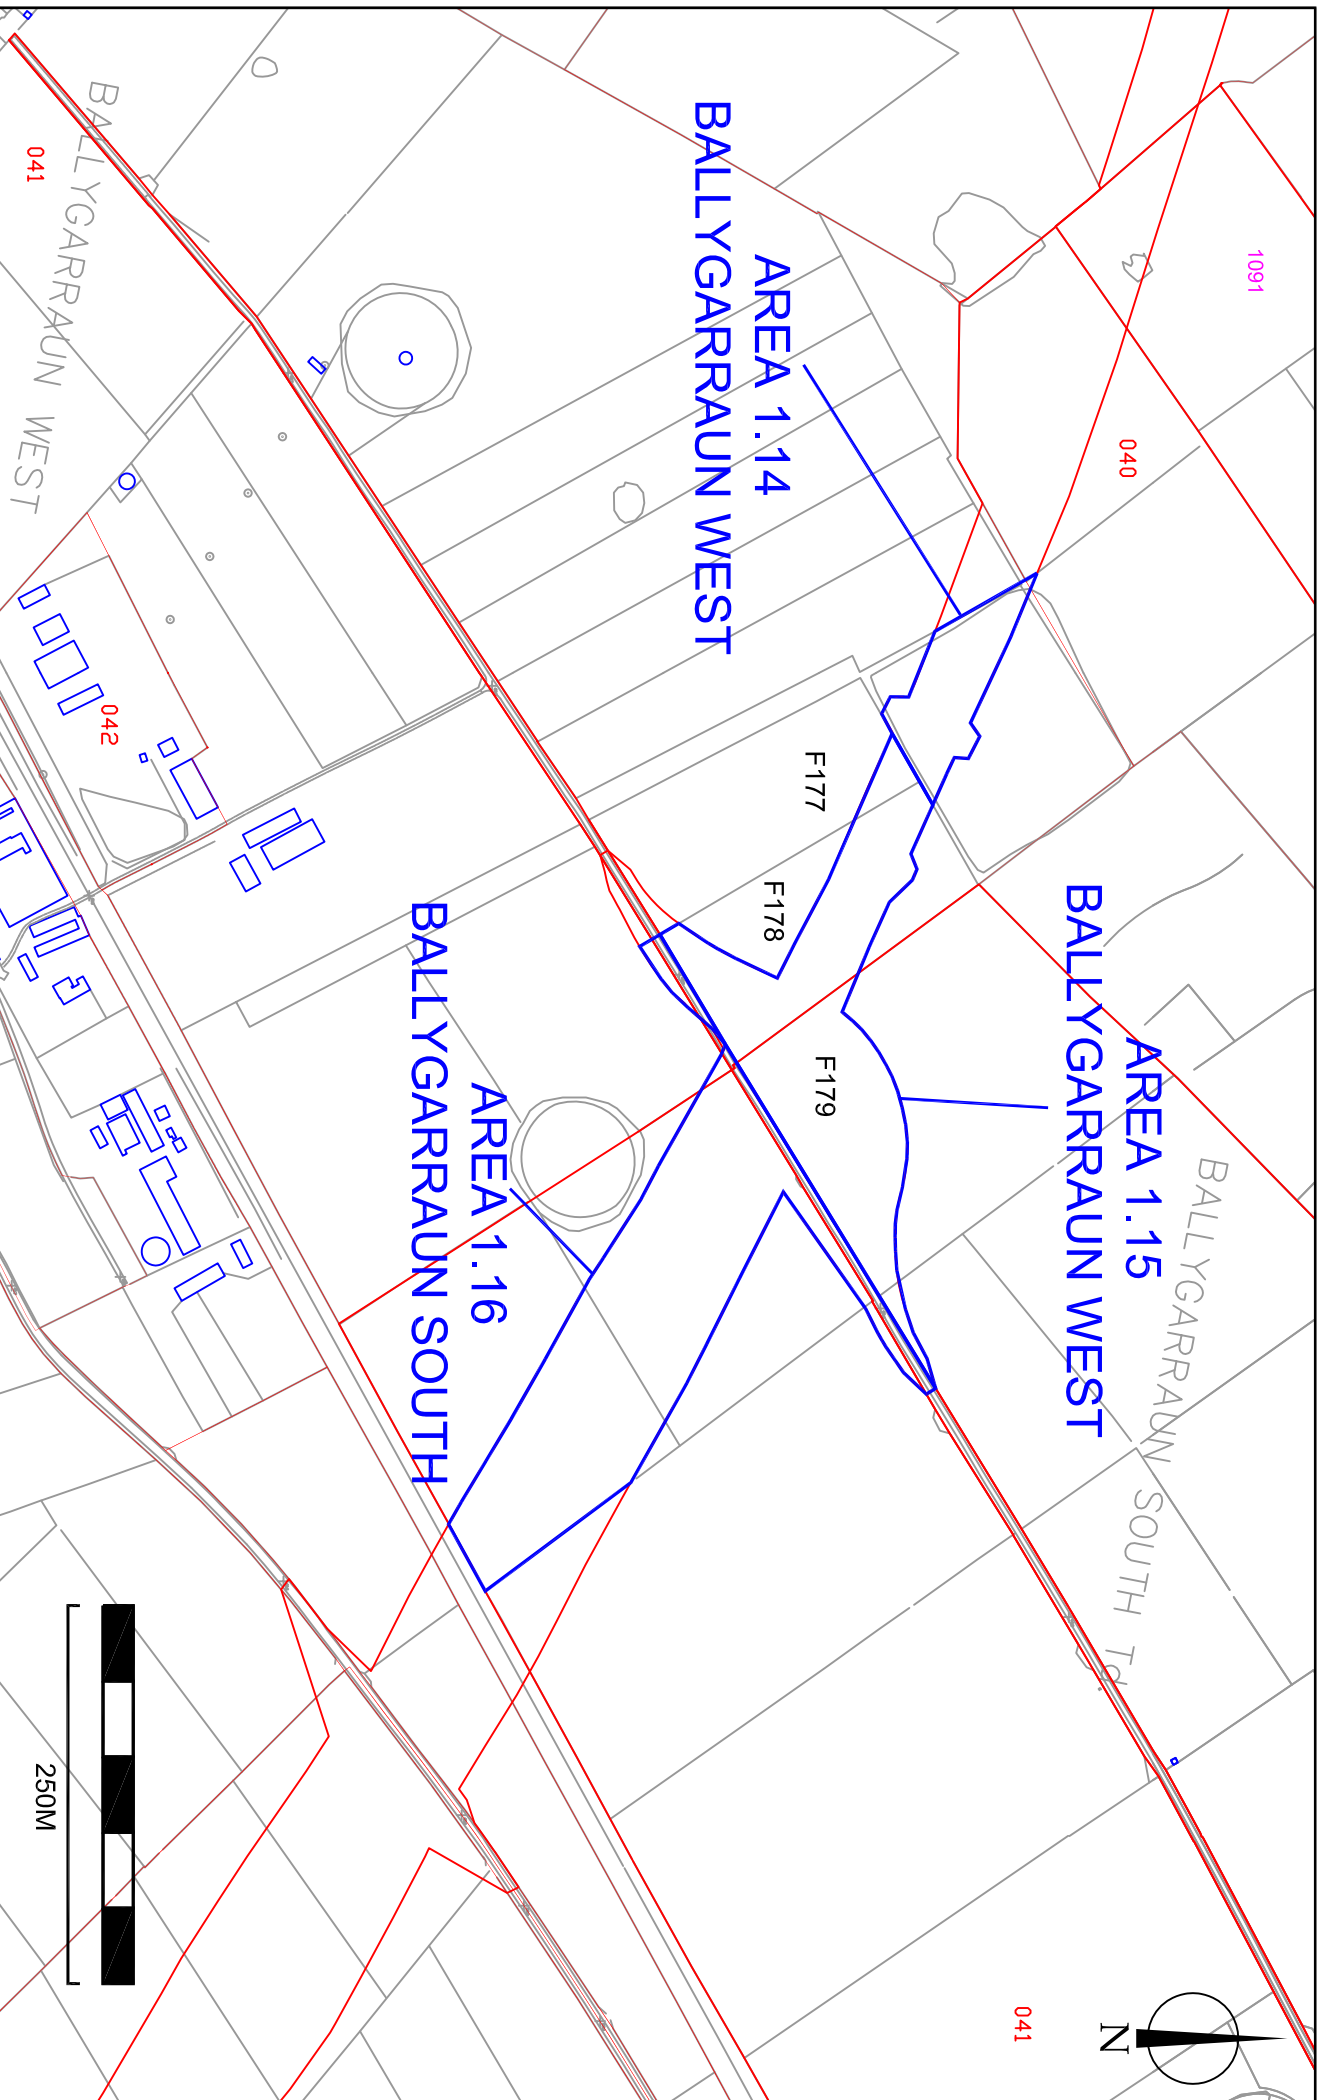 1091
040
AREA 1.14
BALLYGARRAUN WEST
BALLYGARRAUN WEST
041
042
F177
F178
F179
AREA 1.15
BALLYGARRAUN WEST
BALLYGARRAUN SOUTH Td.
AREA 1.16
BALLYGARRAUN SOUTH
041
N
250M